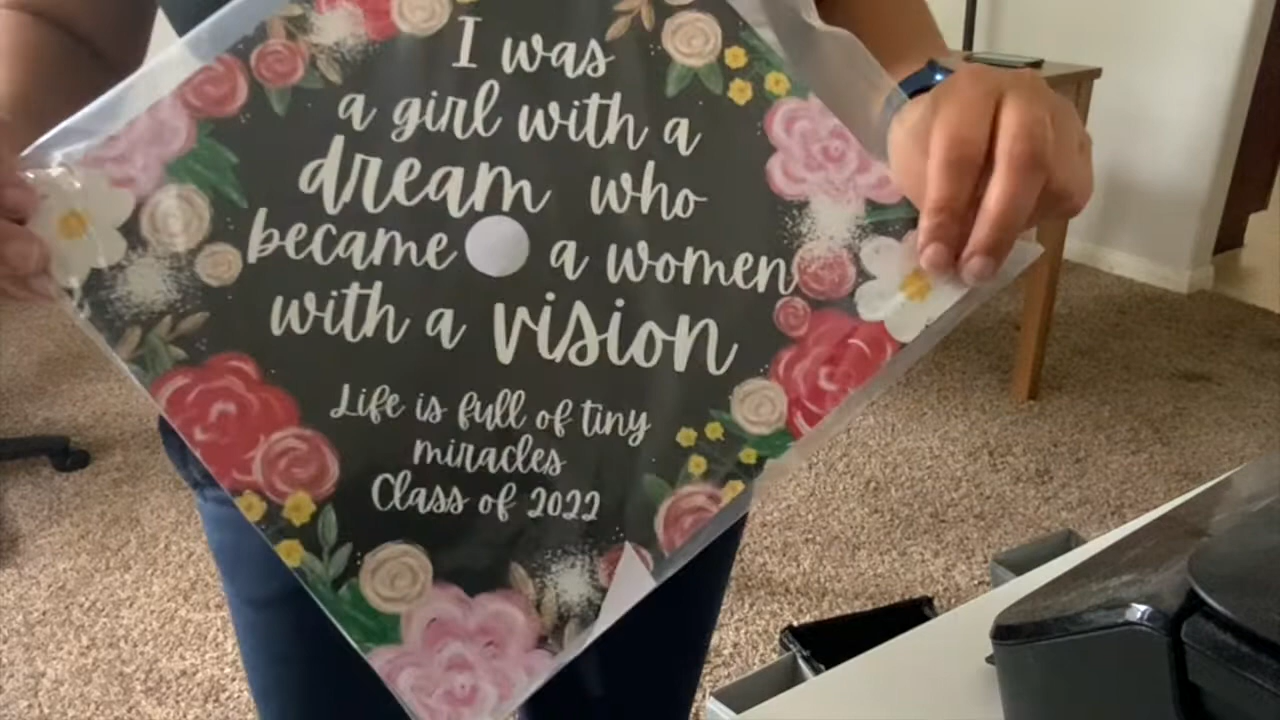 I was
a girl with a
dream who
became a women
with a vision
Life is full of tiny
miracles
Class of 2022